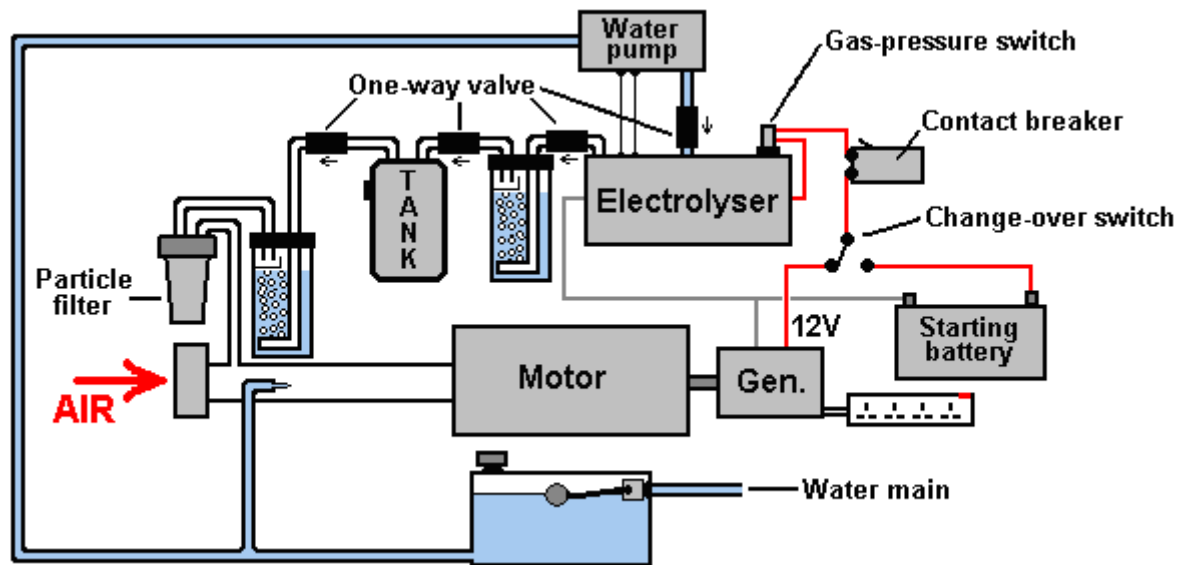 Water
pump
Gas-pressure switch
One-way valve
Contact breaker
TANK
Electrolyser
Change-over switch
Particle
filter
12V
Starting
battery
Motor
Gen.
AIR
Water main